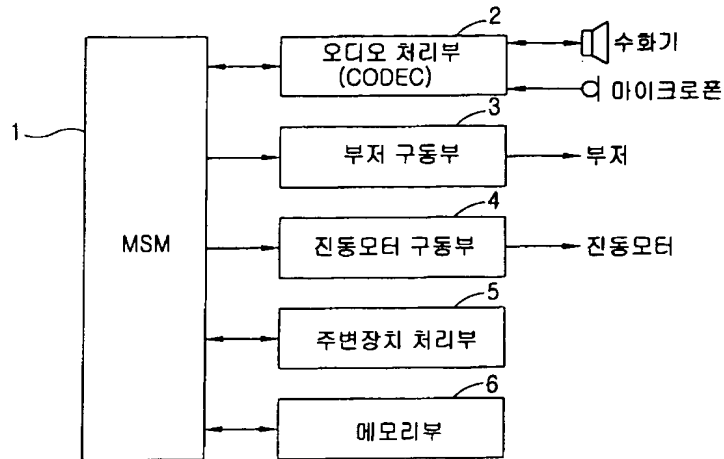 1
MSM
2
오디오 처리부
(CODEC)
수화기
마이크로폰
3
부저 구동부
부저
4
진동모터 구동부
진동모터
5
주변장치 처리부
6
메모리부